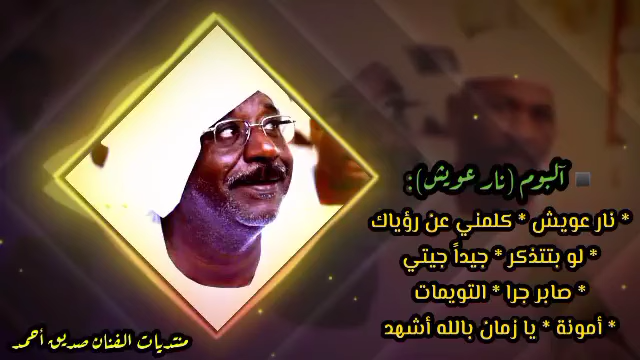 آلبوم (نار عويش) :
* نار عويش * كلمني عن رؤياك
* لو بتتذكر * جيداً جيتي
* صابر جرا * التويمات
* أمونة * يا زمان بالله أشهد
منتديات الفنان صديق أحمد